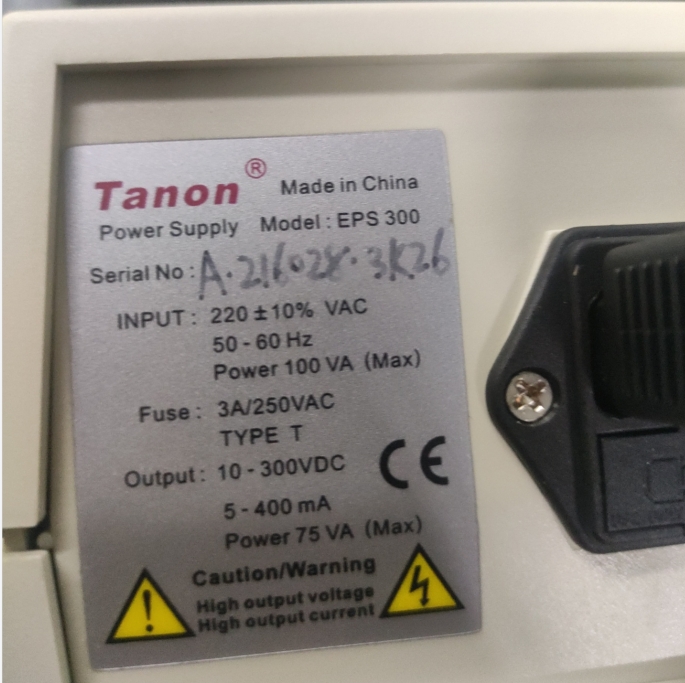 Tanon ® Made in China
Power Supply Model : EPS 300
Serial No : A·216028·3K26
INPUT : 220 ±10% VAC
50 - 60 Hz
Power 100 VA (Max)
Fuse : 3A/250VAC
TYPE T
Output : 10 - 300VDC
5 - 400 mA
Power 75 VA (Max)
CE
Caution/Warning
High output voltage
High output current